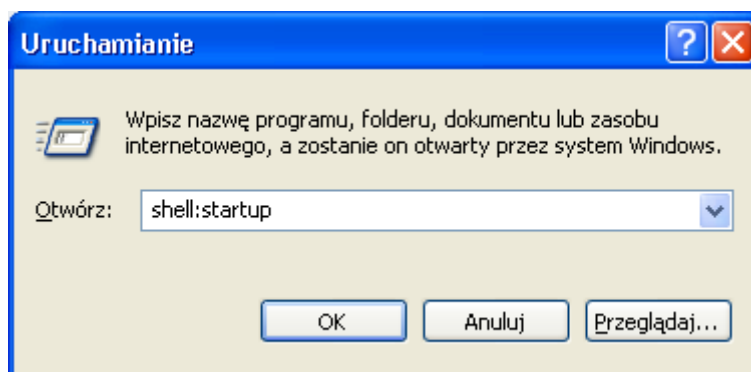 Uruchamianie
Wpisz nazwę programu, folderu, dokumentu lub zasobu
internetowego, a zostanie on otwarty przez system Windows.
Otwórz: shell:startup
OK Anuluj Przeglądaj...